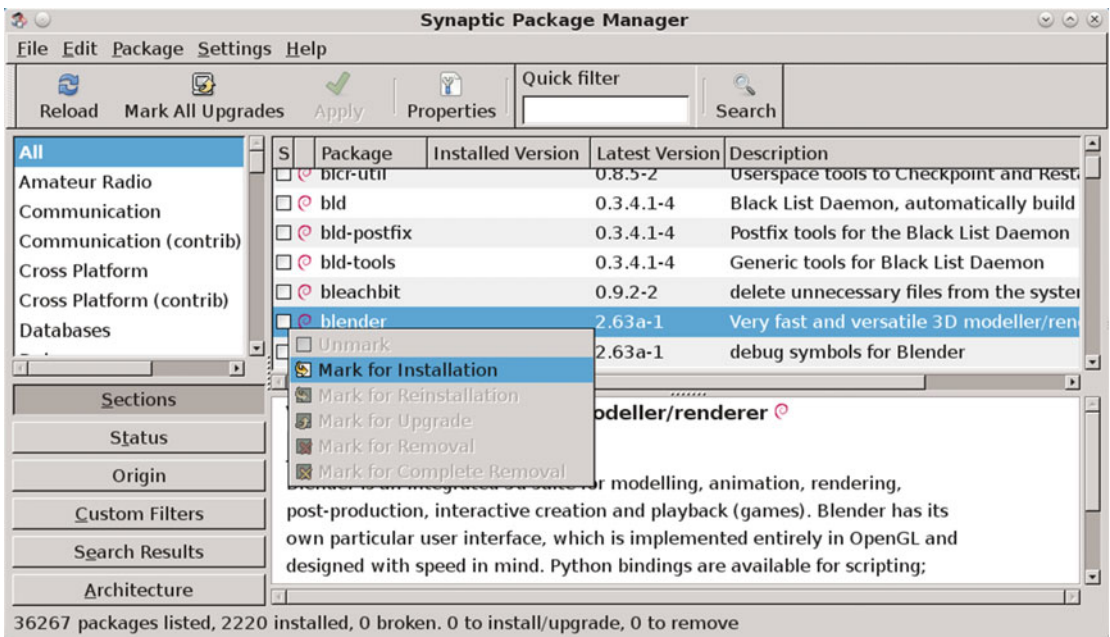 Synaptic Package Manager
File Edit Package Settings Help
Reload Mark All Upgrades Apply Properties Quick filter Search
All
Amateur Radio
Communication
Communication (contrib)
Cross Platform
Cross Platform (contrib)
Databases
S Package Installed Version Latest Version Description
blcr-util 0.8.5-2 Userspace tools to Checkpoint and
bld 0.3.4.1-4 Black List Daemon, automatically build
bld-postfix 0.3.4.1-4 Postfix tools for the Black List Daemon
bld-tools 0.3.4.1-4 Generic tools for Black List Daemon
bleachbit 0.9.2-2 delete unnecessary files from the
blender 2.63a-1 Very fast and versatile 3D
2.63a-1 debug symbols for Blender
Unmark
Mark for Installation
Mark for Reinstallation
Mark for Upgrade
Mark for Removal
Mark for Complete Removal
Sections
Status
Origin
Custom Filters
Search Results
Architecture
odeller/renderer
Blender is an integrated 3d suite for modelling, animation, rendering,
post-production, interactive creation and playback (games). Blender has its
own particular user interface, which is implemented entirely in OpenGL and
designed with speed in mind. Python bindings are available for scripting;
36267 packages listed, 2220 installed, 0 broken. 0 to install/upgrade, 0 to remove